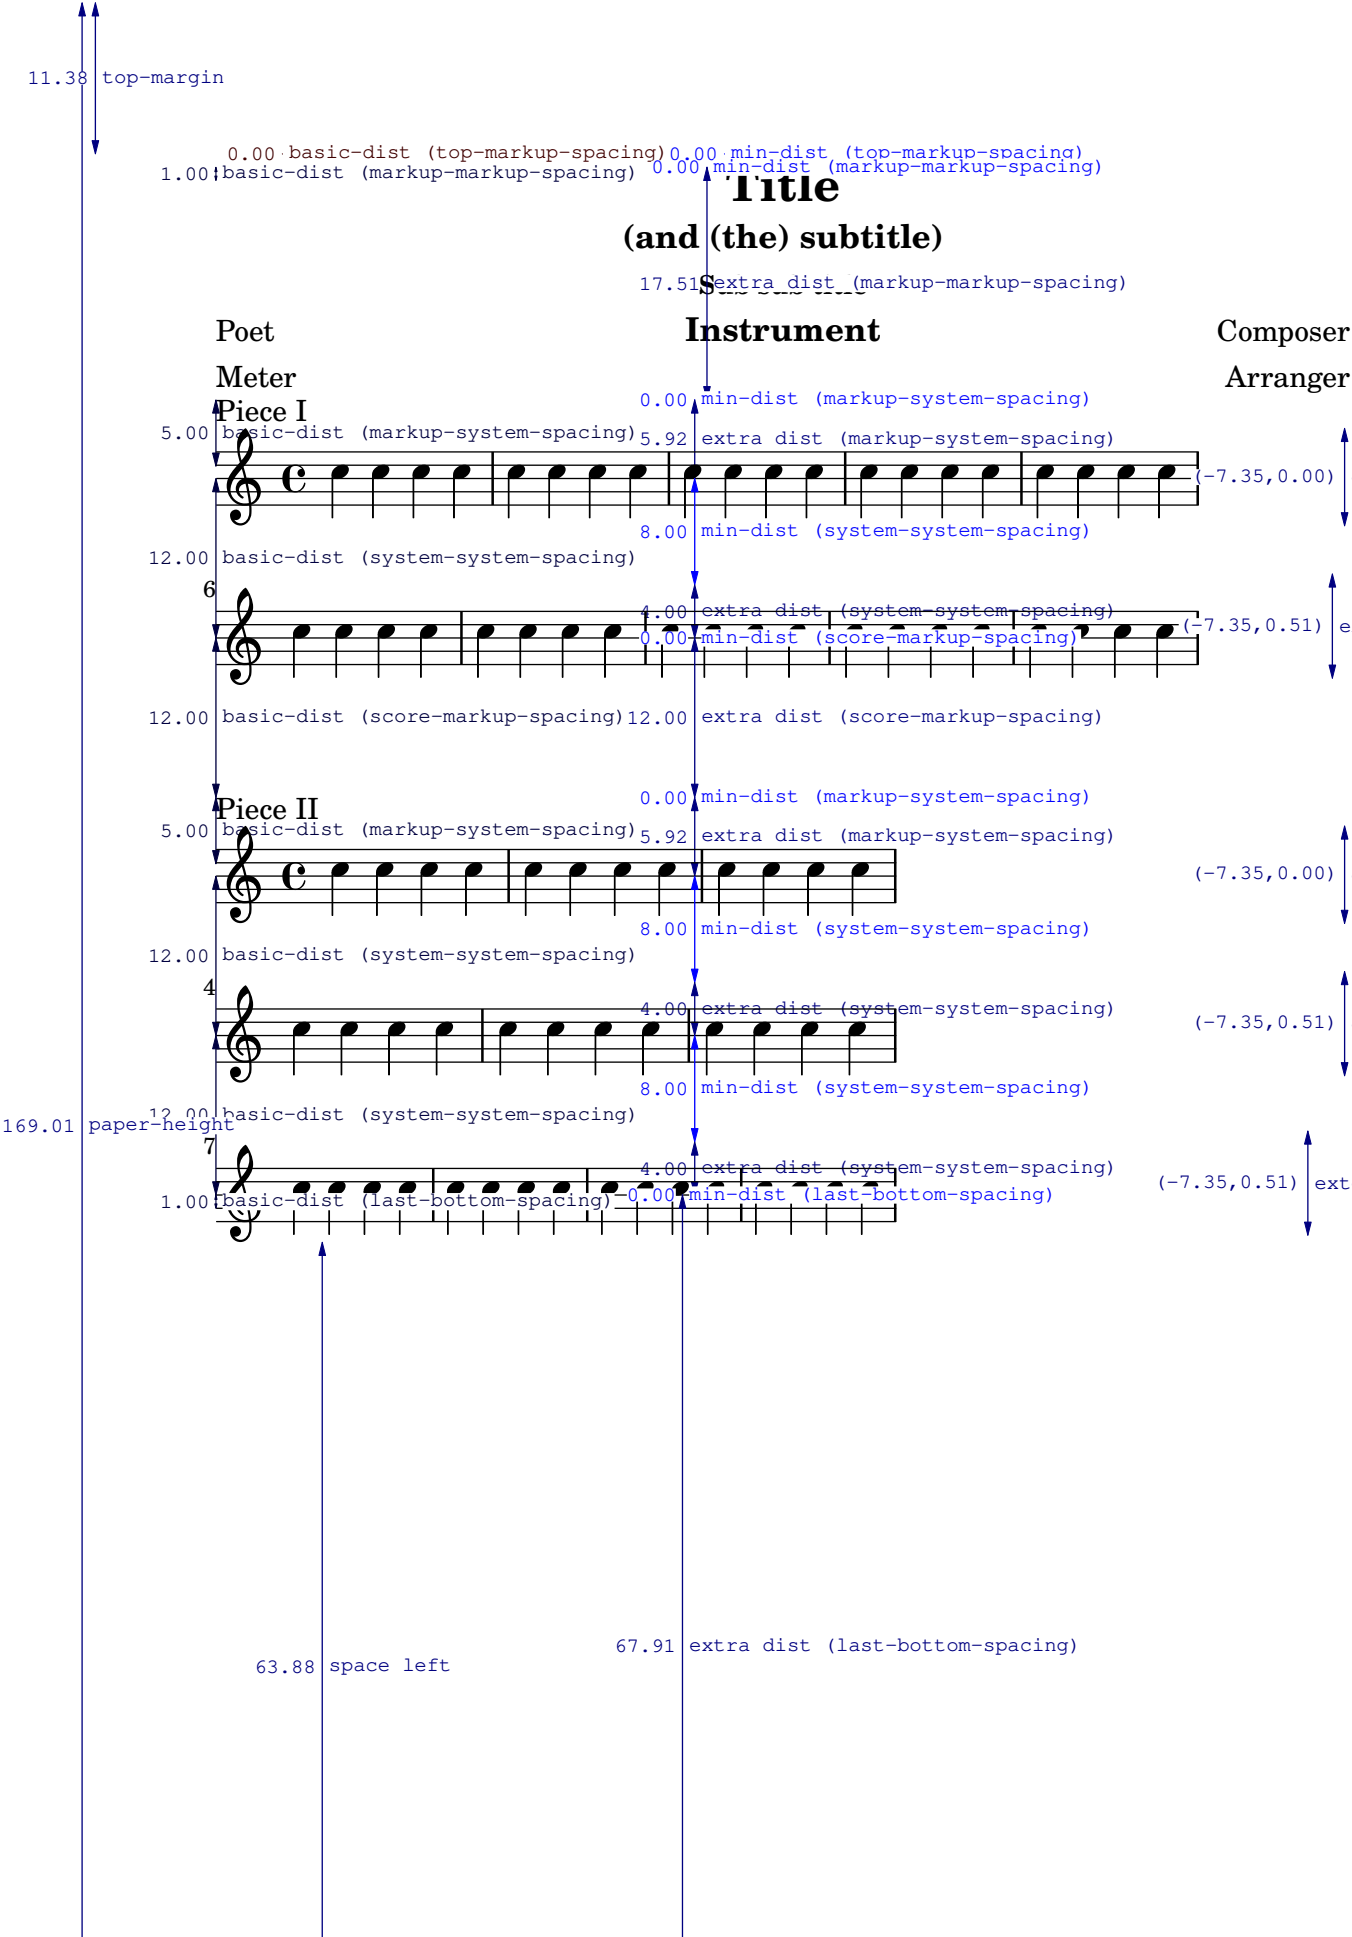 11.38 top-margin
0.00 basic-dist (top-markup-spacing) 0.00 min-dist (top-markup-spacing)
1.00 basic-dist (markup-markup-spacing) 0.00 min-dist (markup-markup-spacing)
Title
(and (the) subtitle)
17.51 extra dist (markup-markup-spacing)
Poet Instrument Composer
Meter Arranger
0.00 min-dist (markup-system-spacing)
Piece I
5.00 basic-dist (markup-system-spacing) 5.92 extra dist (markup-system-spacing)
(-7.35,0.00)
8.00 min-dist (system-system-spacing)
12.00 basic-dist (system-system-spacing)
6
4.00 extra dist (system-system-spacing)
(-7.35,0.51) e
0.00 min-dist (score-markup-spacing)
12.00 basic-dist (score-markup-spacing) 12.00 extra dist (score-markup-spacing)
0.00 min-dist (markup-system-spacing)
Piece II
5.00 basic-dist (markup-system-spacing) 5.92 extra dist (markup-system-spacing)
(-7.35,0.00)
8.00 min-dist (system-system-spacing)
12.00 basic-dist (system-system-spacing)
4
4.00 extra dist (system-system-spacing)
(-7.35,0.51)
8.00 min-dist (system-system-spacing)
12.00 basic-dist (system-system-spacing)
169.01 paper-height
7
4.00 extra dist (system-system-spacing)
(-7.35,0.51) ext
1.00 basic-dist (last-bottom-spacing) 0.00 min-dist (last-bottom-spacing)
67.91 extra dist (last-bottom-spacing)
63.88 space left